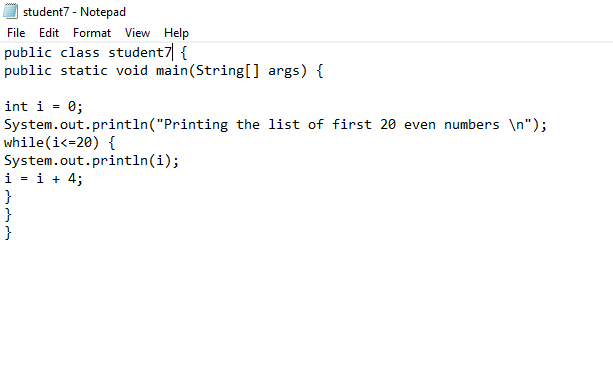 student7 - Notepad
File Edit Format View Help
public class student7 {
public static void main(String[] args) {
int i = 0;
System.out.println("Printing the list of first 20 even numbers \n");
while(i<=20) {
System.out.println(i);
i = i + 4;
}
}
}